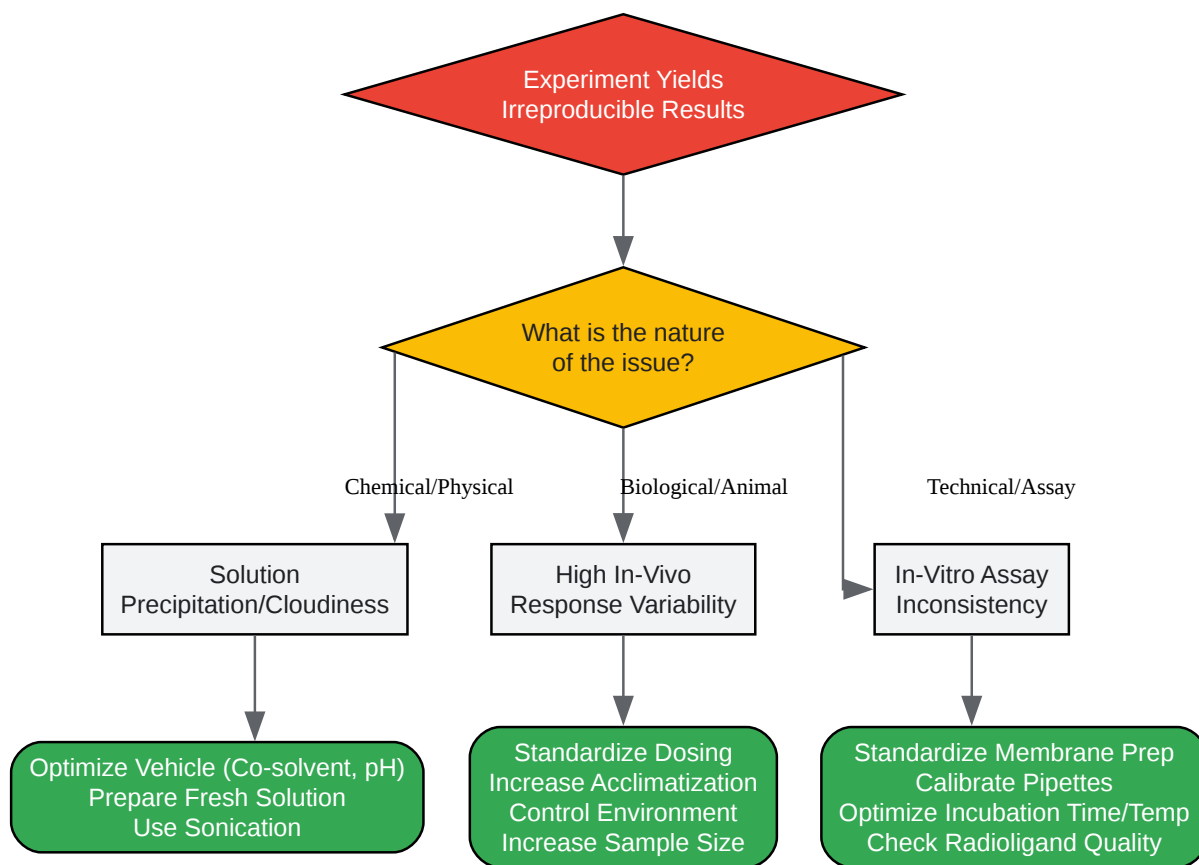 Experiment Yields
Irreproducible Results
What is the nature
of the issue?
Chemical/Physical
Biological/Animal
Technical/Assay
Solution
Precipitation/Cloudiness
High In-Vivo
Response Variability
In-Vitro Assay
Inconsistency
Optimize Vehicle (Co-solvent, pH)
Prepare Fresh Solution
Use Sonication
Standardize Dosing
Increase Acclimatization
Control Environment
Increase Sample Size
Standardize Membrane Prep
Calibrate Pipettes
Optimize Incubation Time/Temp
Check Radioligand Quality